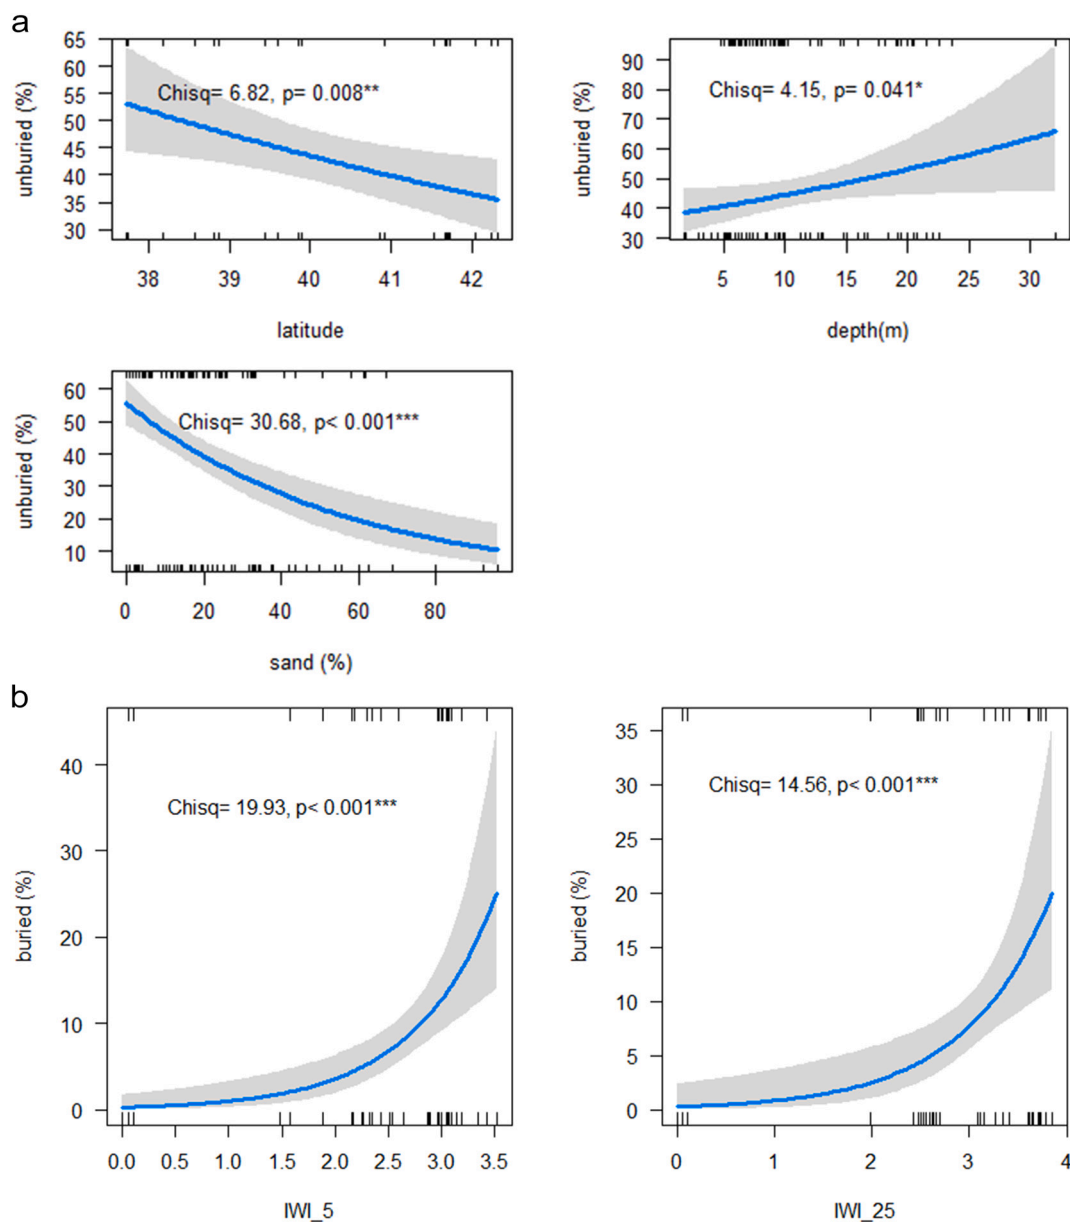 a
65
60
55
50
45
40
35
30
unburied (%)
Chisq= 6.82, p= 0.008**
38 39 40 41 42
latitude
90
80
70
60
50
40
30
unburied (%)
Chisq= 4.15, p= 0.041*
5 10 15 20 25 30
depth(m)
60
50
40
30
20
10
unburied (%)
Chisq= 30.68, p< 0.001***
0 20 40 60 80
sand (%)
b
40
30
20
10
0
buried (%)
Chisq= 19.93, p< 0.001***
0.0 0.5 1.0 1.5 2.0 2.5 3.0 3.5
IWI_5
35
30
25
20
15
10
5
0
buried (%)
Chisq= 14.56, p< 0.001***
0 1 2 3 4
IWI_25